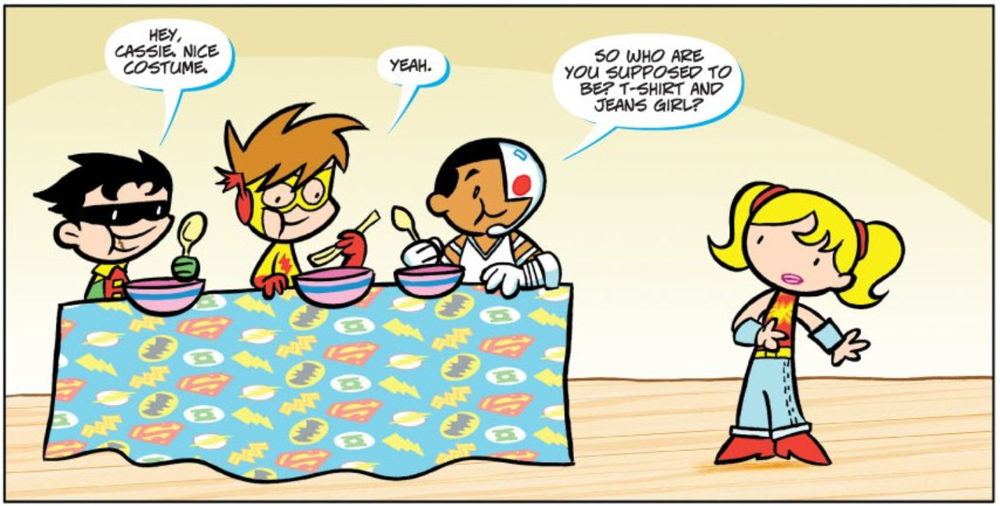 HEY,
CASSIE. NICE
COSTUME.
YEAH.
SO WHO ARE
YOU SUPPOSED TO
BE? T-SHIRT AND
JEANS GIRL?